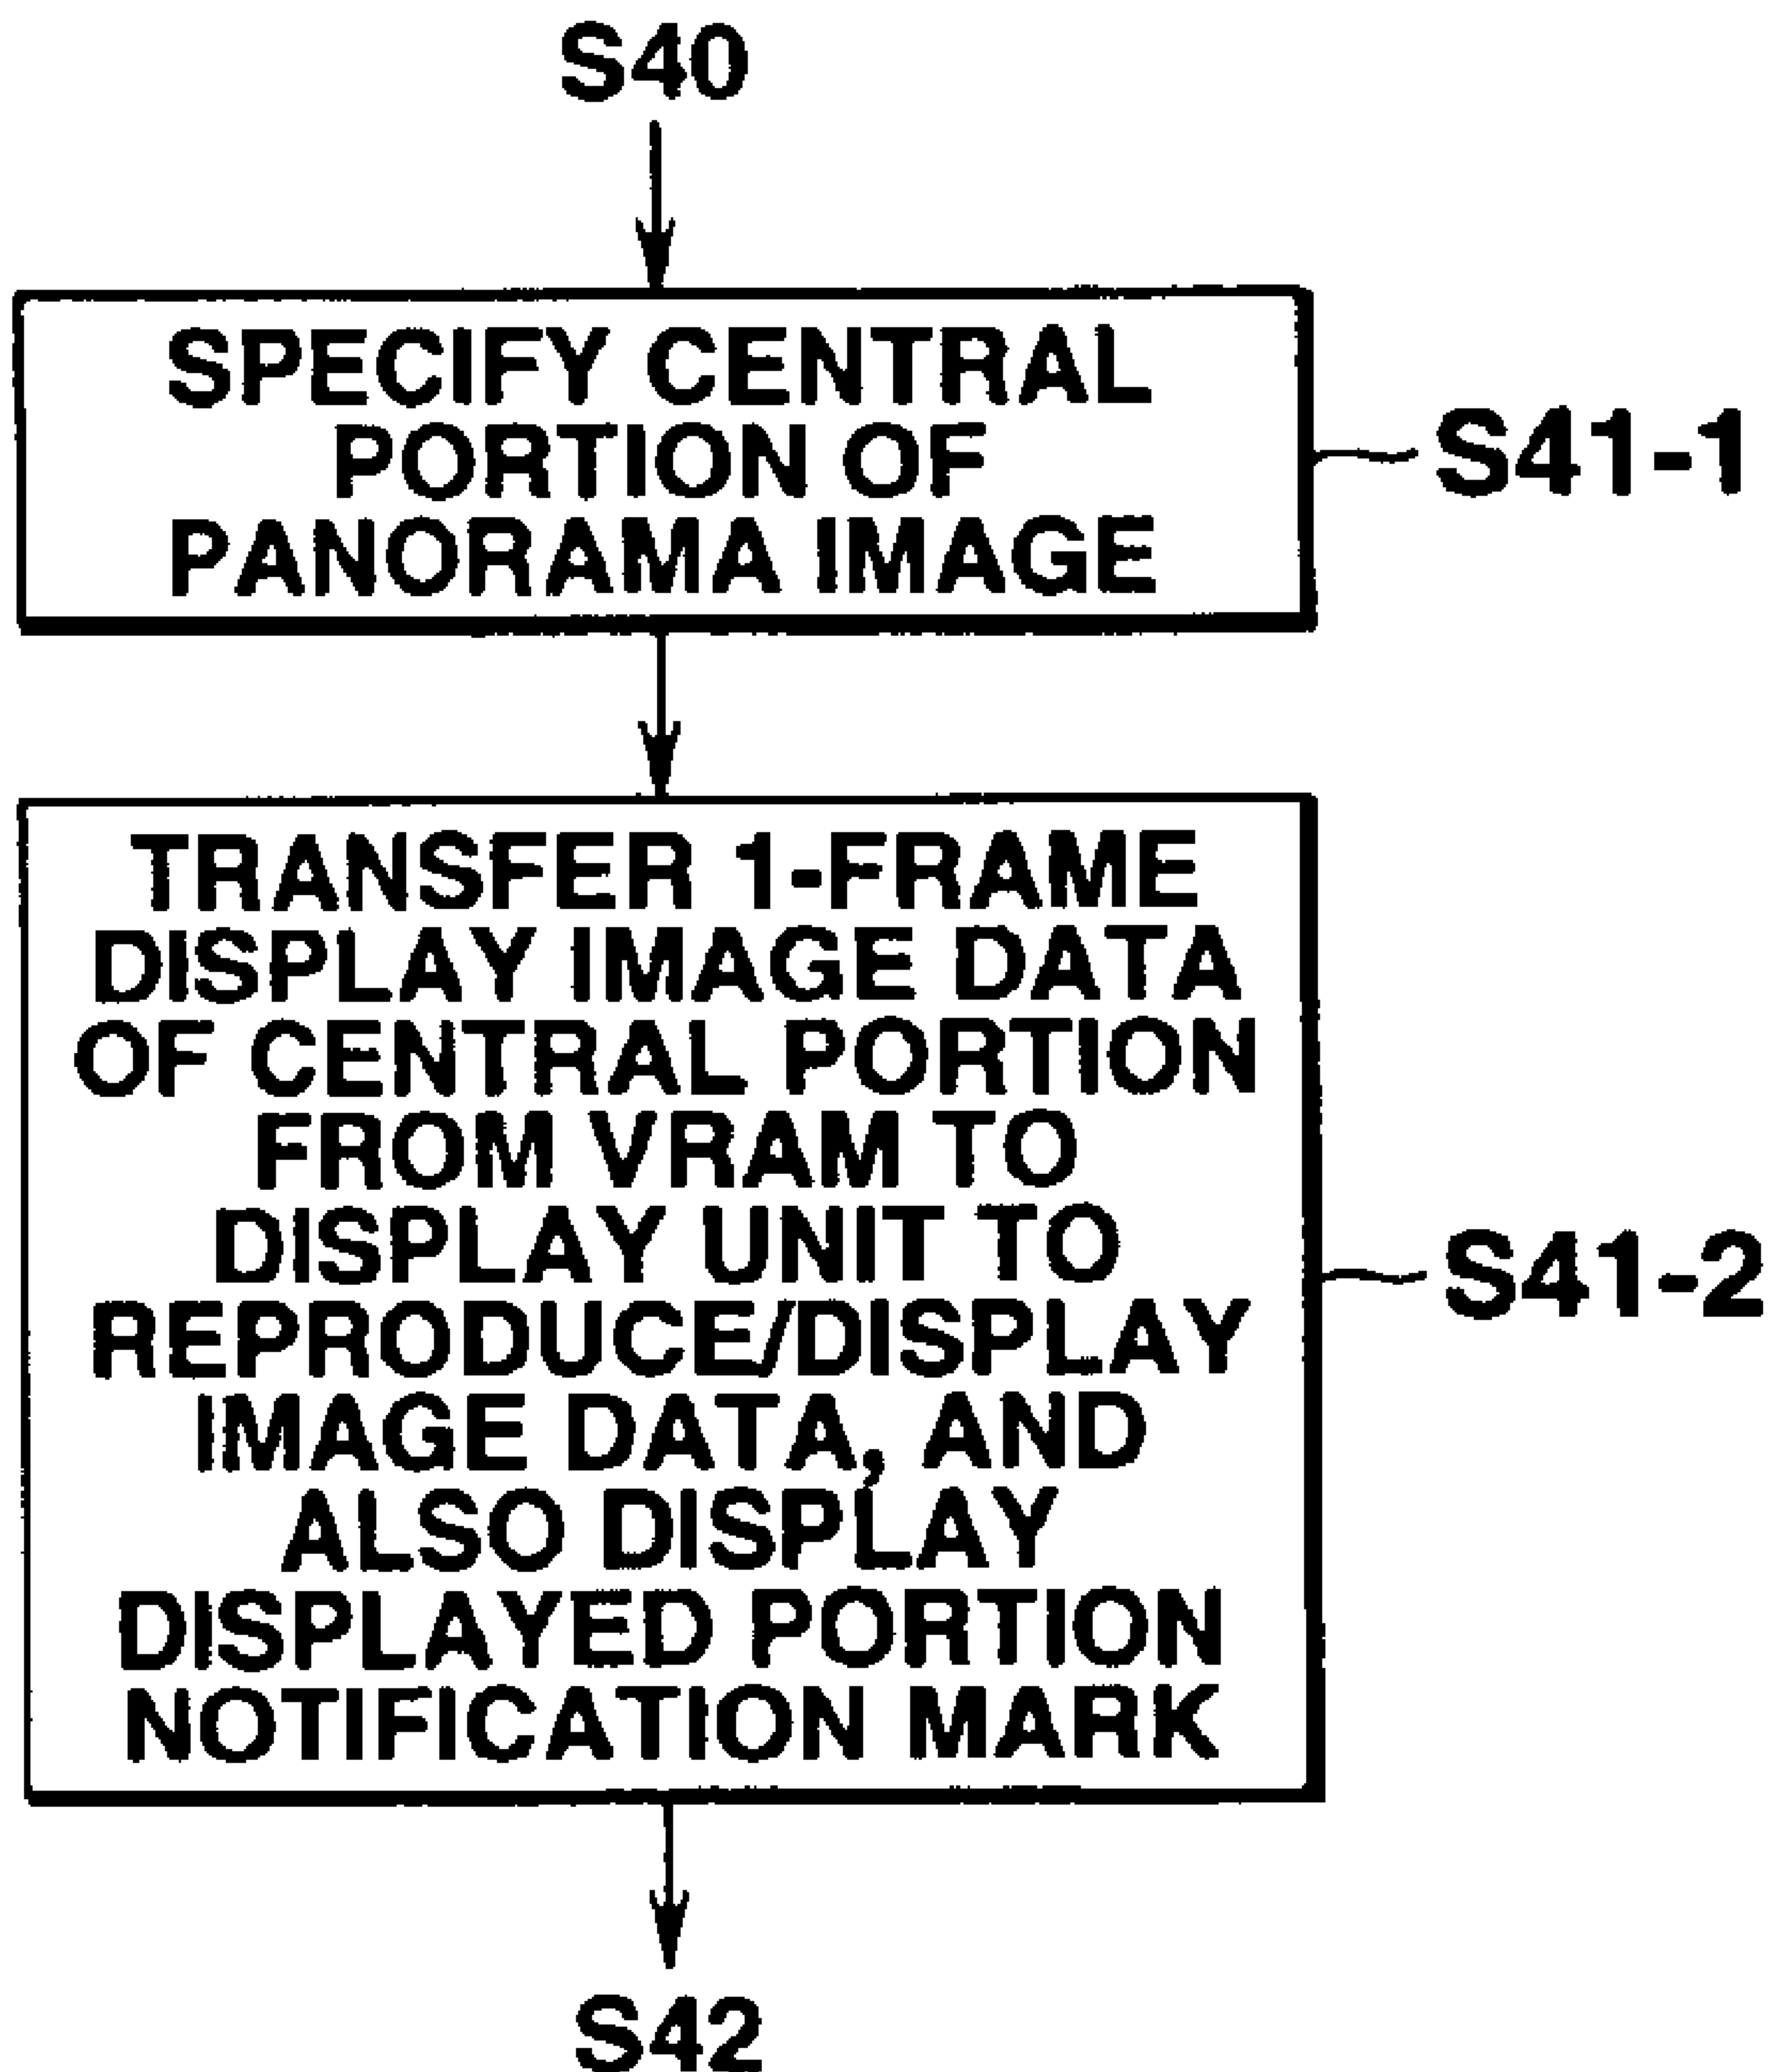 S40
SPECIFY CENTRAL
PORTION OF
PANORAMA IMAGE
S41-1
TRANSFER 1-FRAME
DISPLAY IMAGE DATA
OF CENTRAL PORTION
FROM VRAM TO
DISPLAY UNIT TO
REPRODUCE/DISPLAY
IMAGE DATA, AND
ALSO DISPLAY
DISPLAYED PORTION
NOTIFICATION MARK
S41-2
S42